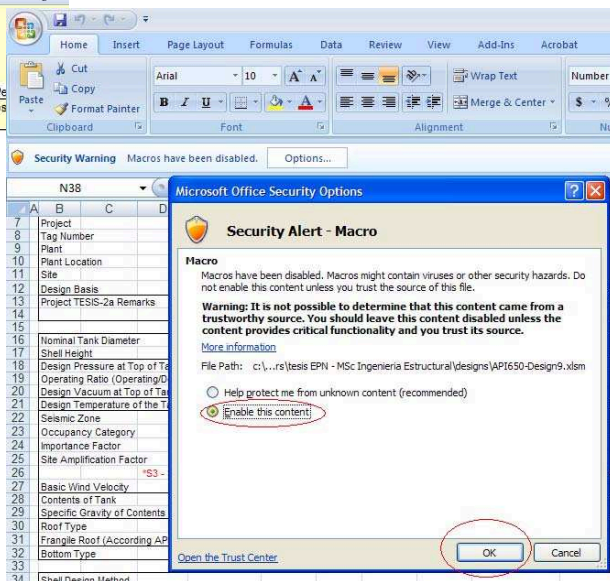 Home Insert Page Layout Formulas Data Review View Add-Ins Acrobat
Paste
Cut
Copy
Format Painter
Clipboard
Arial 10 A A
B I U A
Font
Wrap Text
Merge & Center
Alignment
Number
$ %
Security Warning Macros have been disabled. Options...
N38
A B C D
7 Project
8 Tag Number
9 Plant
10 Plant Location
11 Site
12 Design Basis
13 Project TESIS-2a Remarks
14
15
16 Nominal Tank Diameter
17 Shell Height
18 Design Pressure at Top of Ta
19 Operating Ratio (Operating/D
20 Design Vacuum at Top of Ta
21 Design Temperature of the Ta
22 Seismic Zone
23 Occupancy Category
24 Importance Factor
25 Site Amplification Factor
26 *S3 -
27 Basic Wind Velocity
28 Contents of Tank
29 Specific Gravity of Contents
30 Roof Type
31 Frangile Roof (According AP
32 Bottom Type
33
34 Shell Design Method
Microsoft Office Security Options
Security Alert - Macro
Macro
Macros have been disabled. Macros might contain viruses or other security hazards. Do
not enable this content unless you trust the source of this file.
Warning: It is not possible to determine that this content came from a
trustworthy source. You should leave this content disabled unless the
content provides critical functionality and you trust its source.
More information
File Path: c:\...rs\tesis EPN - MSc Ingenieria Estructural\designs\API650-Design9.xlsm
Help protect me from unknown content (recommended)
Enable this content
Open the Trust Center
OK
Cancel